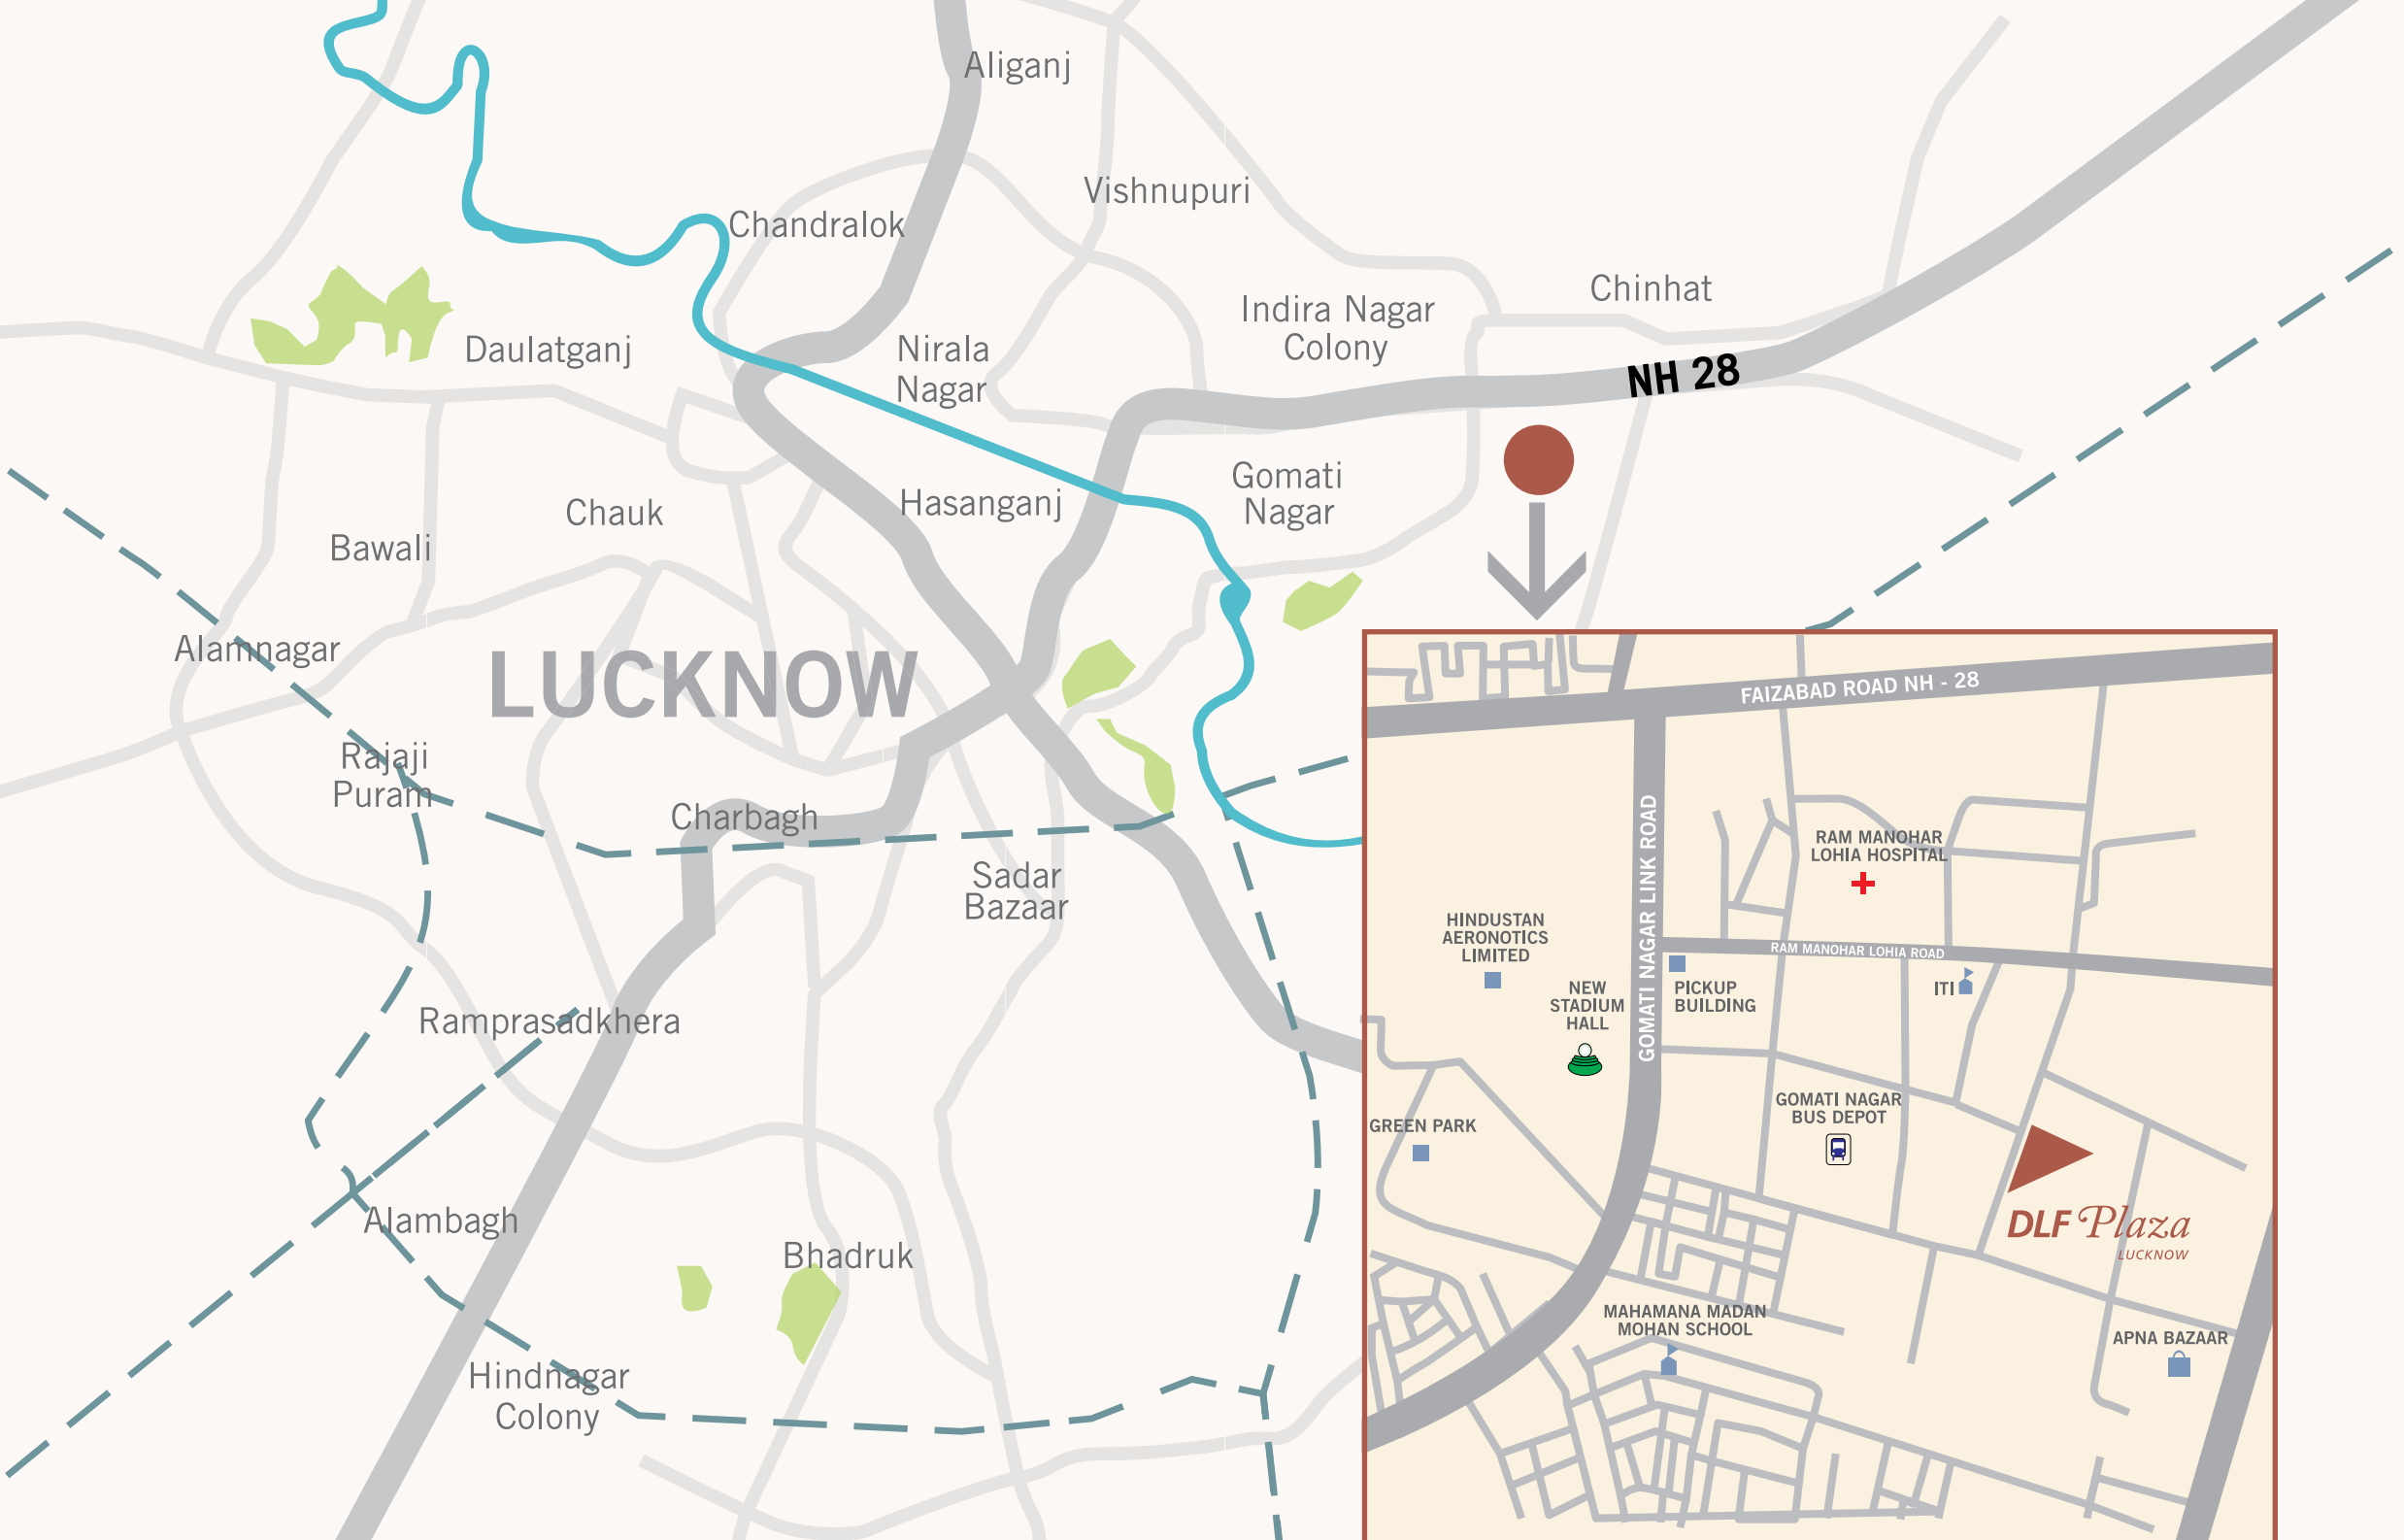 Aliganj
Vishnupuri
Chandralok
Chinhat
Indira Nagar
Colony
Daulatganj
Nirala
Nagar
NH 28
Gomati
Nagar
Hasanganj
Chauk
Bawali
Alamnagar
LUCKNOW
Rajaji
Puram
Charbagh
Sadar
Bazaar
Ramprasadkhera
Alambagh
Bhadruk
Hindnagar
Colony
FAIZABAD ROAD NH - 28
GOMATI NAGAR LINK ROAD
RAM MANOHAR
LOHIA HOSPITAL
HINDUSTAN
AERONOTICS
LIMITED
RAM MANOHAR LOHIA ROAD
NEW
STADIUM
HALL
PICKUP
BUILDING
ITI
GOMATI NAGAR
BUS DEPOT
GREEN PARK
DLF Plaza
LUCKNOW
MAHAMANA MADAN
MOHAN SCHOOL
APNA BAZAAR